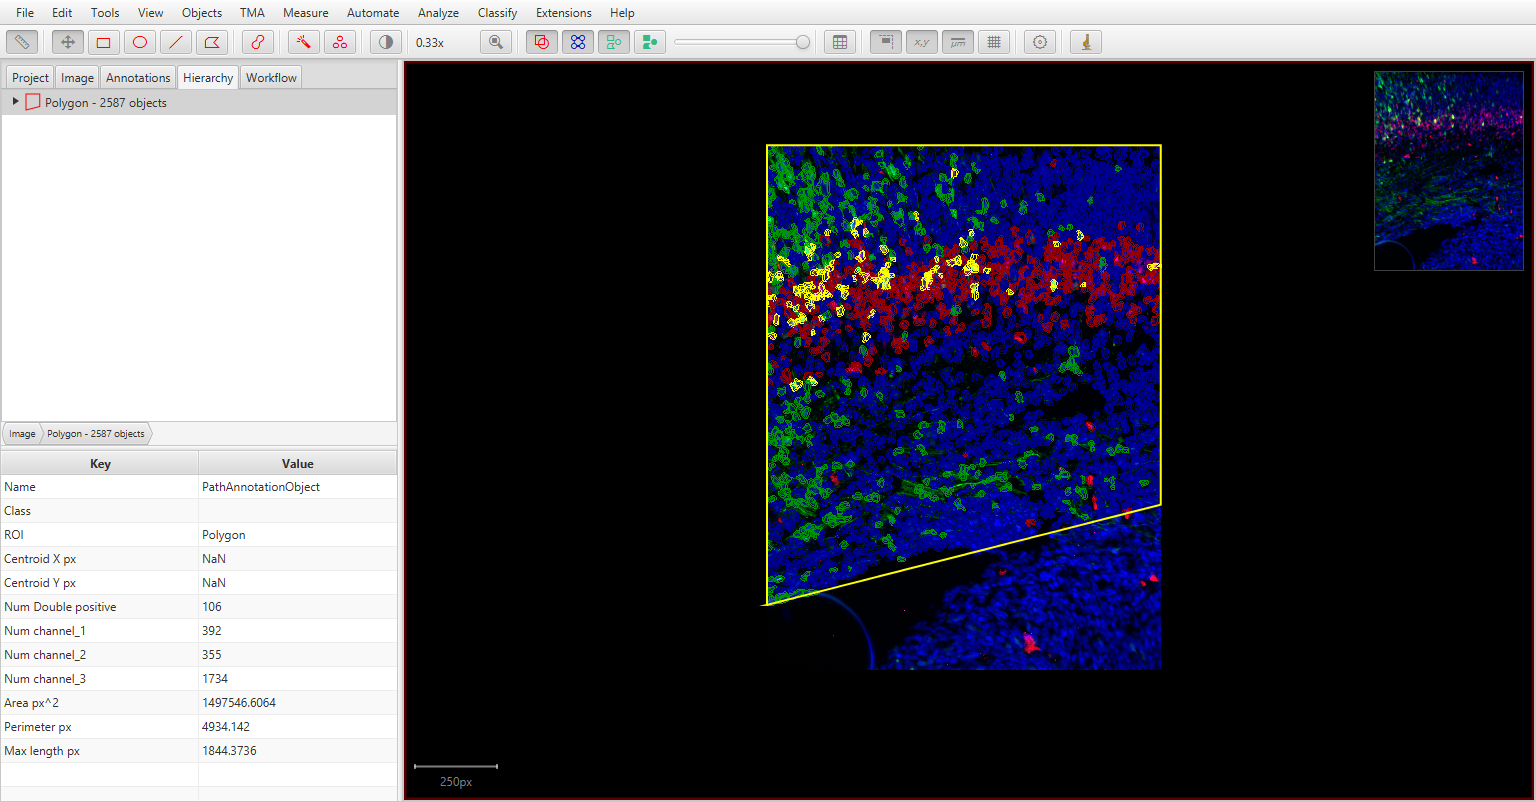 File Edit Tools View Objects TMA Measure Automate Analyze Classify Extensions Help
0.33x x,y μm
Project Image Annotations Hierarchy Workflow
Polygon - 2587 objects
Image Polygon - 2587 objects
Key Value
Name PathAnnotationObject
Class
ROI Polygon
Centroid X px NaN
Centroid Y px NaN
Num Double positive 106
Num channel_1 392
Num channel_2 355
Num channel_3 1734
Area px^2 1497546.6064
Perimeter px 4934.142
Max length px 1844.3736
250px